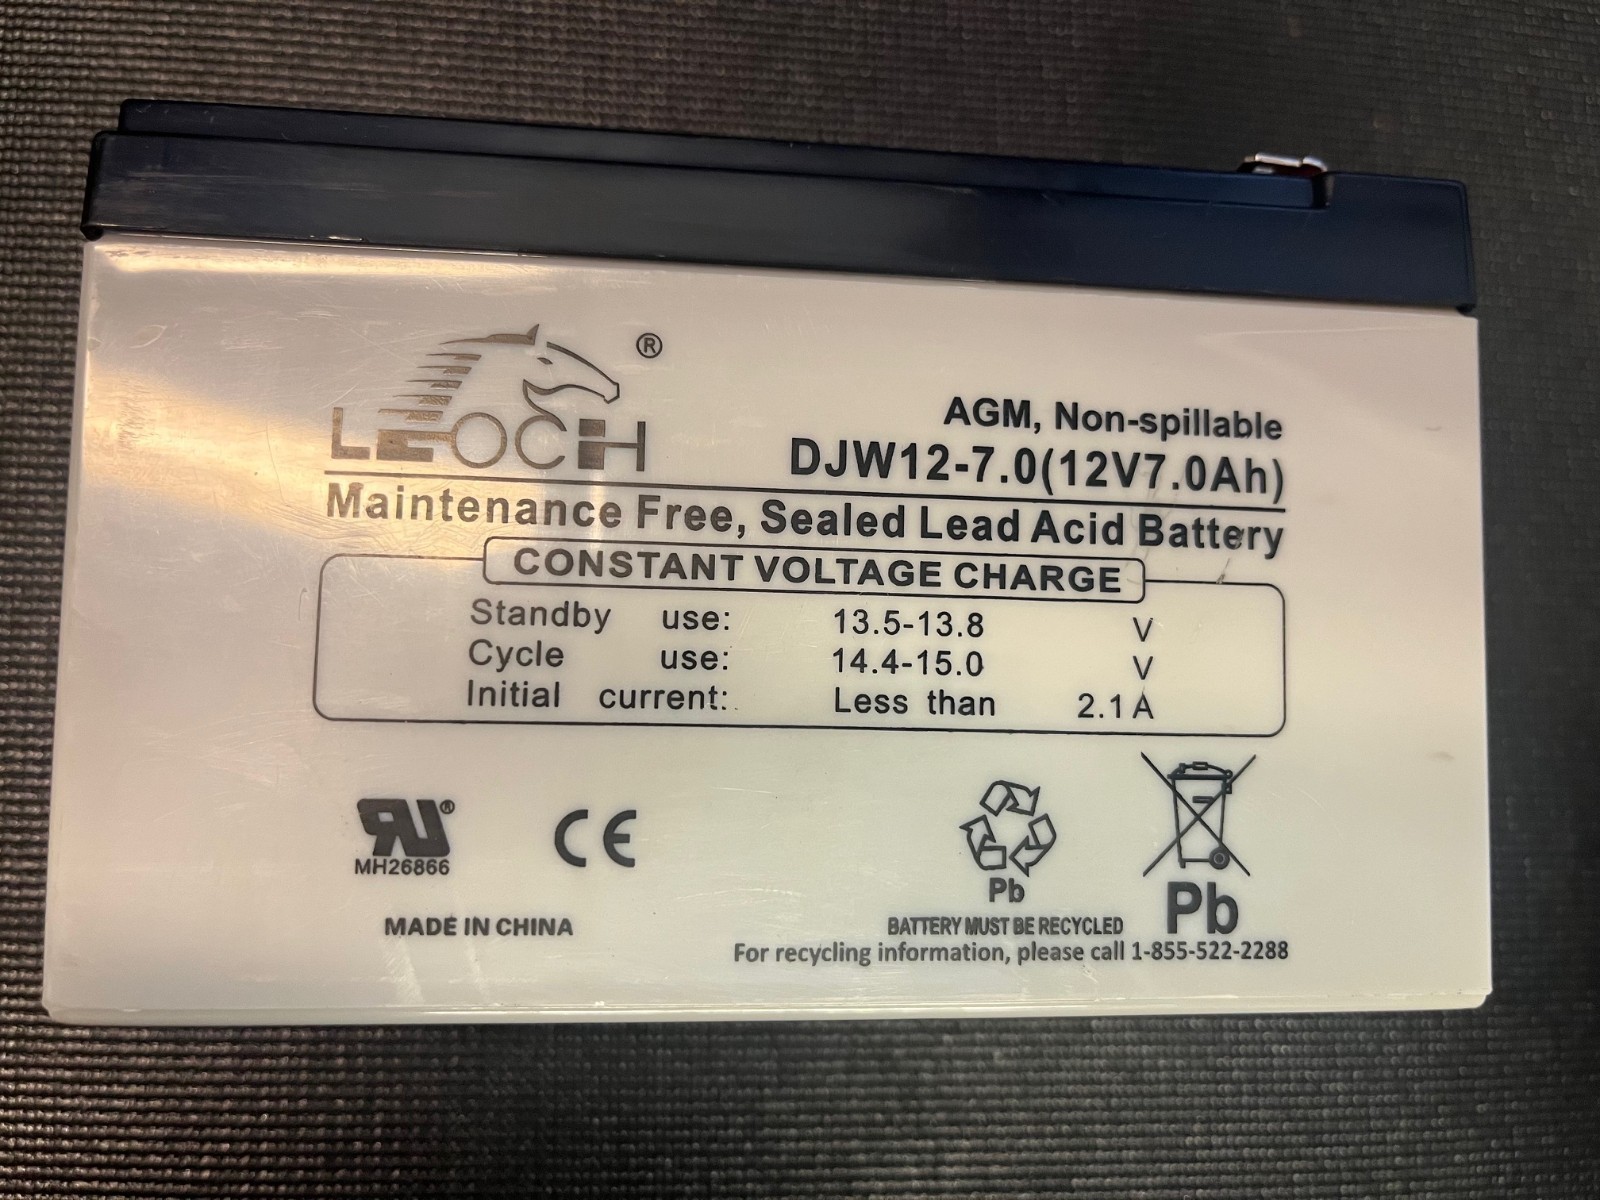 LEOCH®
AGM, Non-spillable
DJW12-7.0(12V7.0Ah)
Maintenance Free, Sealed Lead Acid Battery
CONSTANT VOLTAGE CHARGE
Standby use: 13.5-13.8 V
Cycle use: 14.4-15.0 V
Initial current: Less than 2.1 A
RU®
MH26866
CE
MADE IN CHINA
Pb
BATTERY MUST BE RECYCLED
Pb
For recycling information, please call 1-855-522-2288